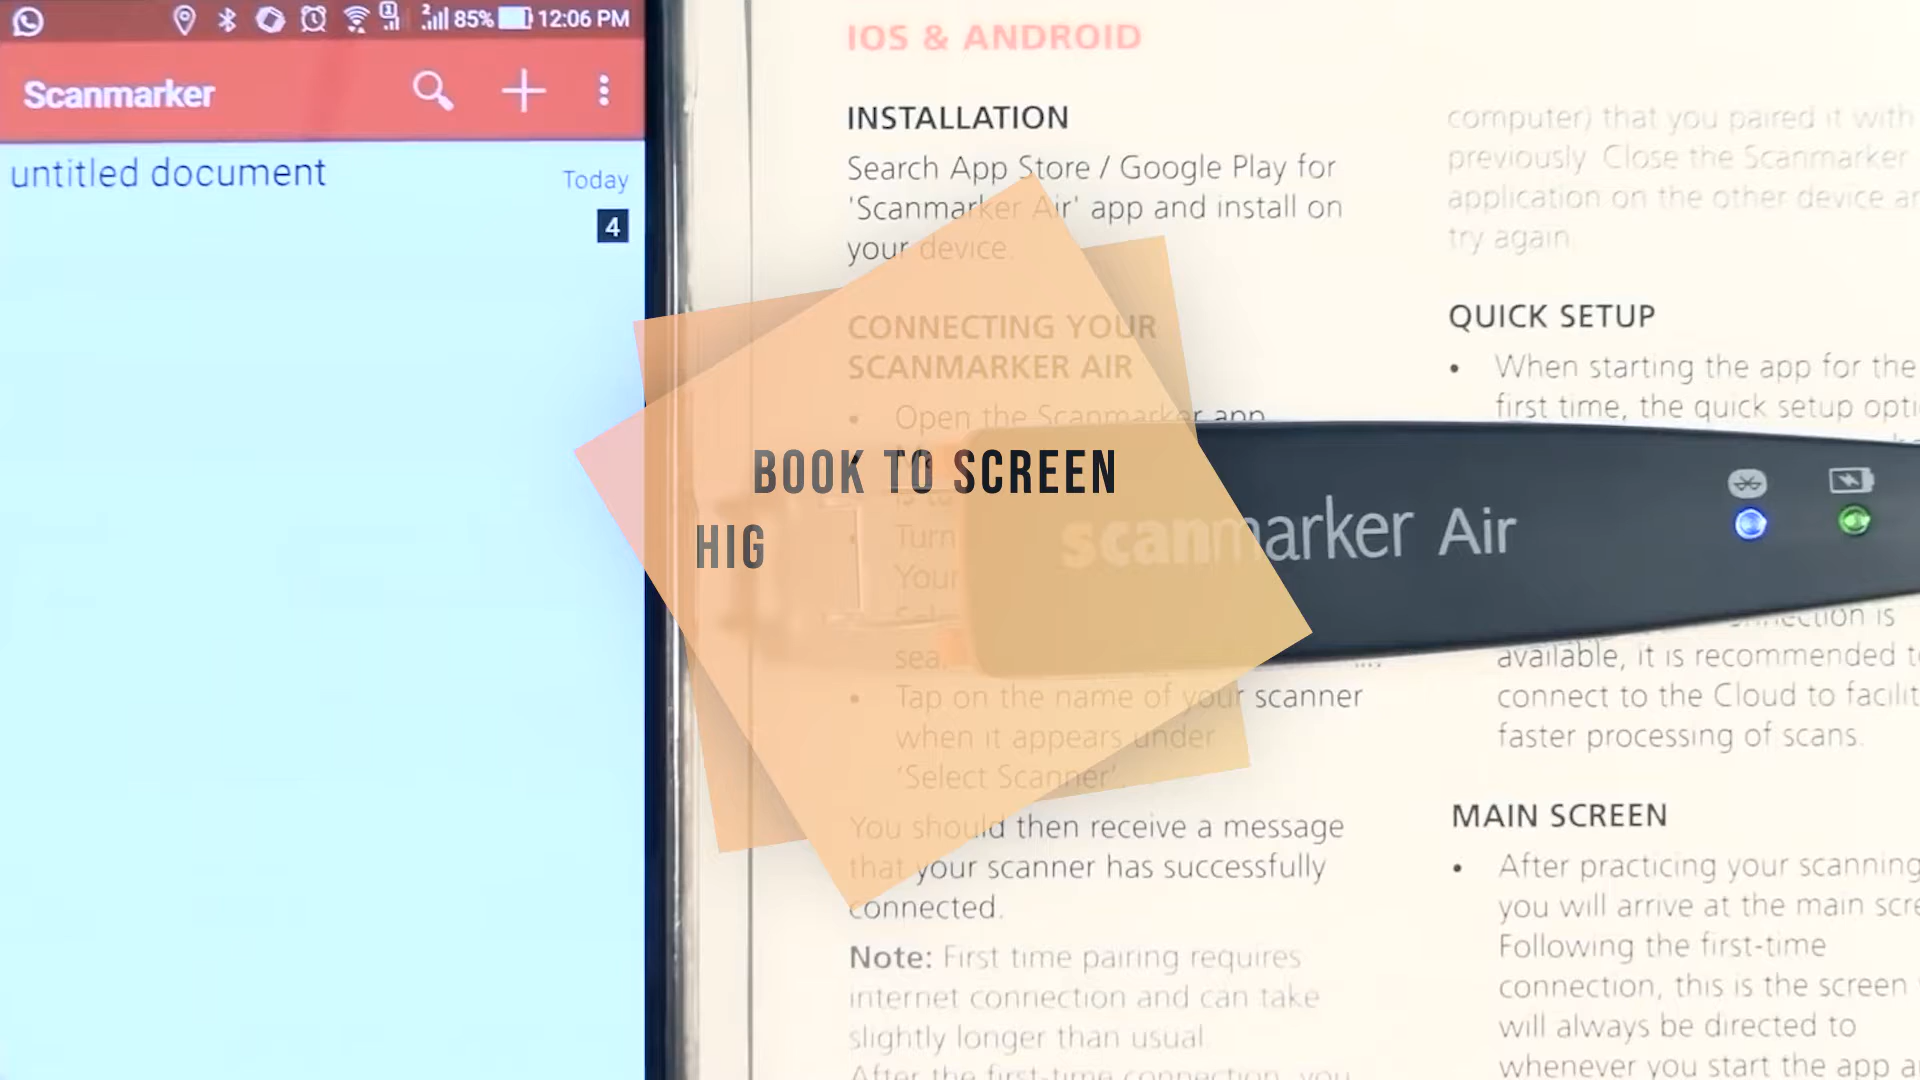 85% 12:06 PM
Scanmarker
untitled document
Today
4
IOS & ANDROID
INSTALLATION
Search App Store / Google Play for
'Scanmarker Air' app and install on
your device.
CONNECTING YOUR
SCANMARKER AIR
• Open the Scanmarker app
Turn
Your
sea
• Tap on the name of your scanner
when it appears under
'Select Scanner'.
You should then receive a message
that your scanner has successfully
connected.
Note: First time pairing requires
internet connection and can take
slightly longer than usual.
After the first-time connection, you
BOOK TO SCREEN
HIG
scanmarker Air
computer) that you paired it with
previously. Close the Scanmarker
application on the other device
try again.
QUICK SETUP
• When starting the app for the
first time, the quick setup
is
available, it is recommended
connect to the Cloud to
faster processing of scans.
MAIN SCREEN
• After practicing your scanning
you will arrive at the main
Following the first-time
connection, this is the screen
will always be directed to
whenever you start the app